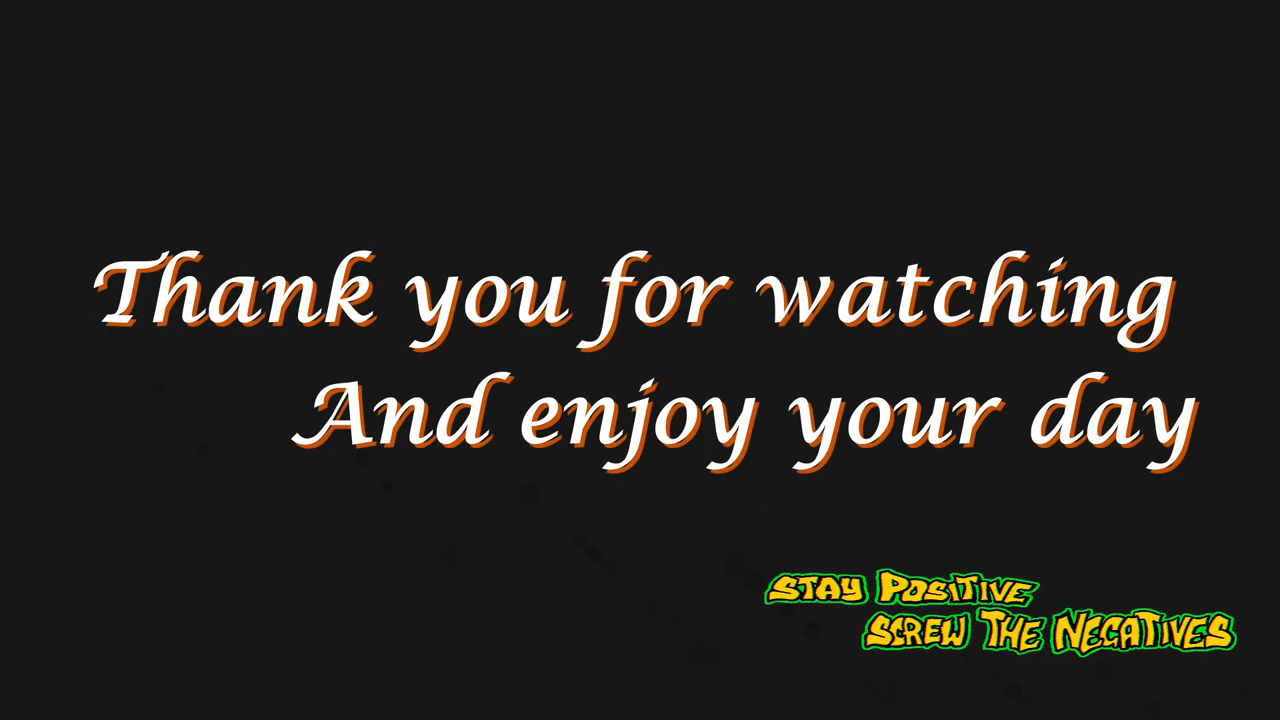 Thank you for watching
And enjoy your day
STAY POSITIVE
SCREW THE NEGATIVES